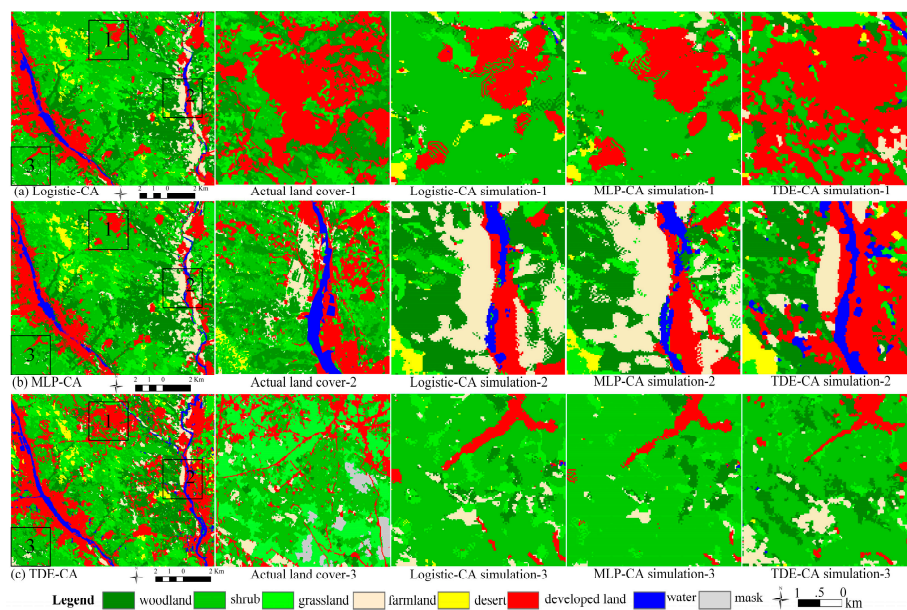 1
2
3
(a) Logistic-CA
2 1 0 2 Km
Actual land cover-1
Logistic-CA simulation-1
MLP-CA simulation-1
TDE-CA simulation-1
1
2
3
(b) MLP-CA
2 1 0 2 Km
Actual land cover-2
Logistic-CA simulation-2
MLP-CA simulation-2
TDE-CA simulation-2
1
2
3
(c) TDE-CA
2 1 0 2 Km
Actual land cover-3
Logistic-CA simulation-3
MLP-CA simulation-3
TDE-CA simulation-3
Legend woodland shrub grassland farmland desert developed land water mask
1 .5 0 km